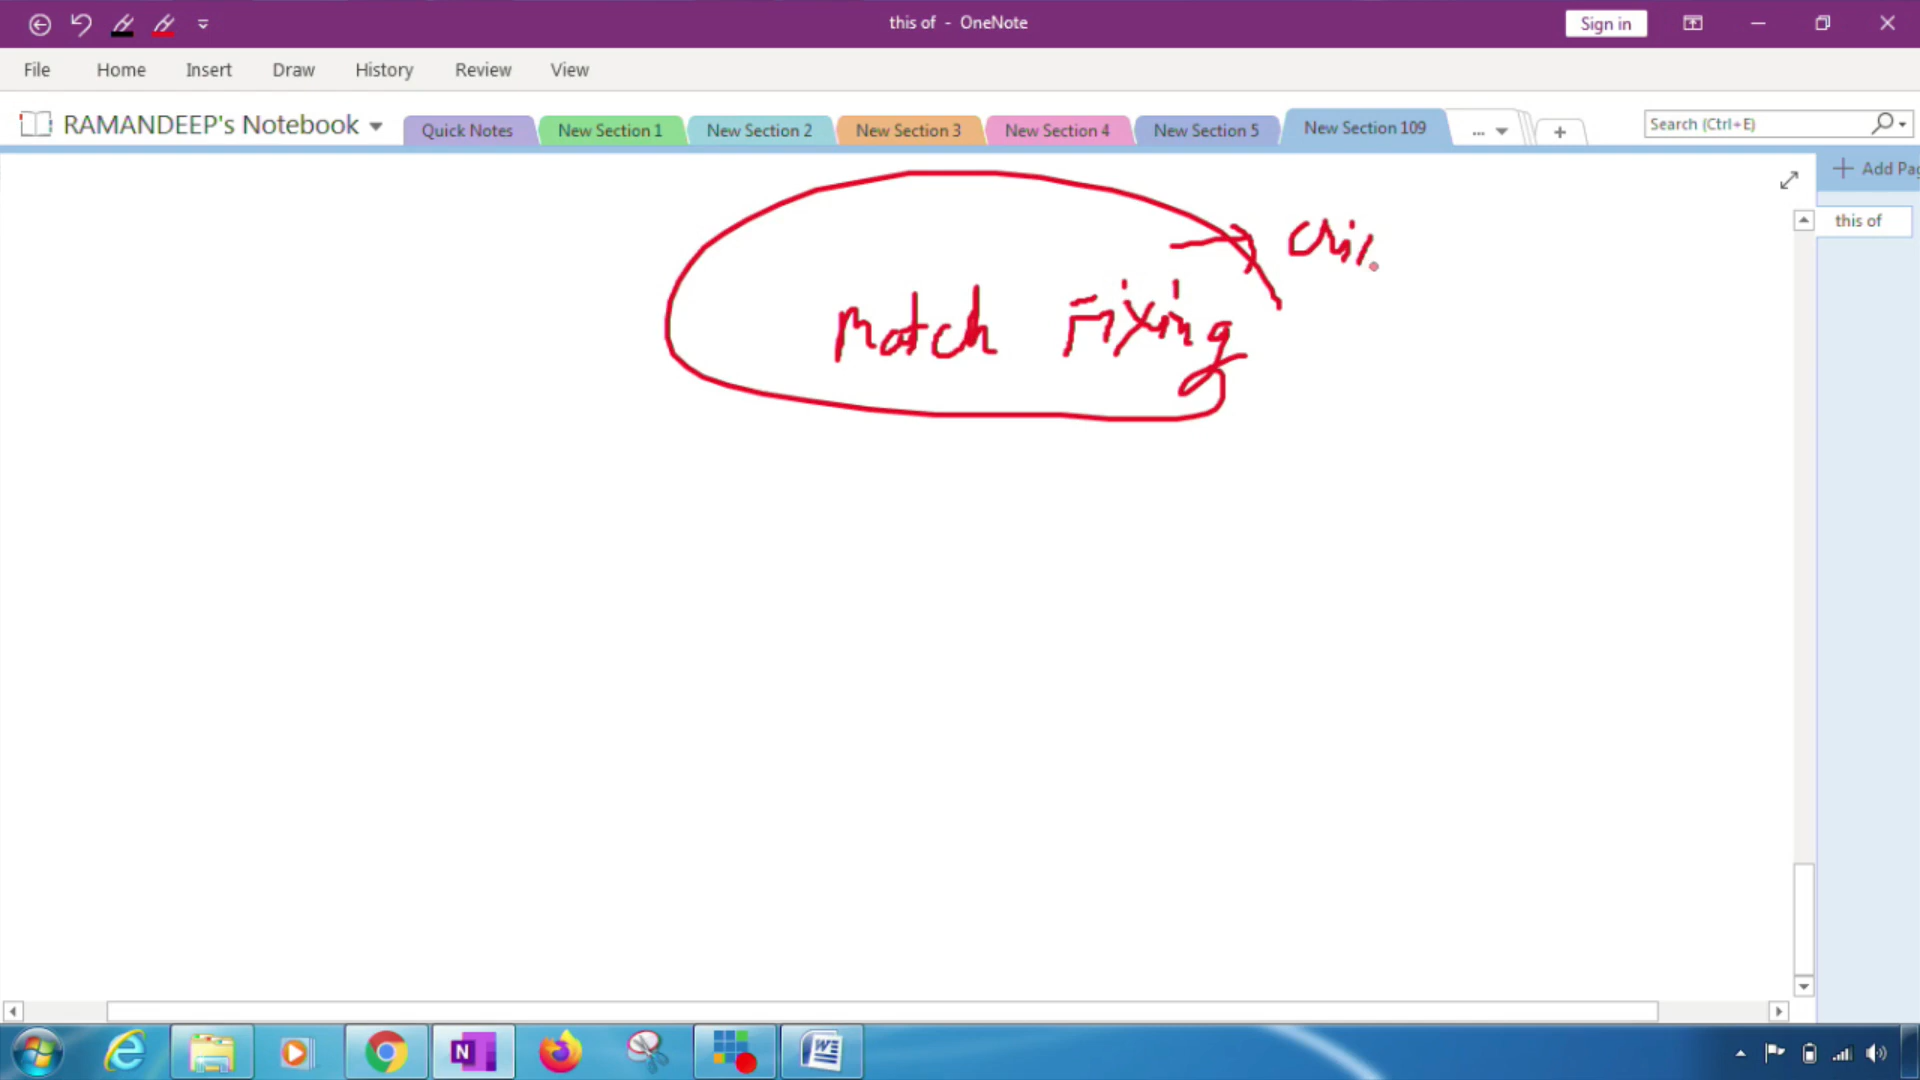 this of - OneNote
Sign in
File Home Insert Draw History Review View
RAMANDEEP's Notebook
Quick Notes New Section 1 New Section 2 New Section 3 New Section 4 New Section 5 New Section 109 ...
Search (Ctrl+E)
Add Pag
this of
Match Fixing